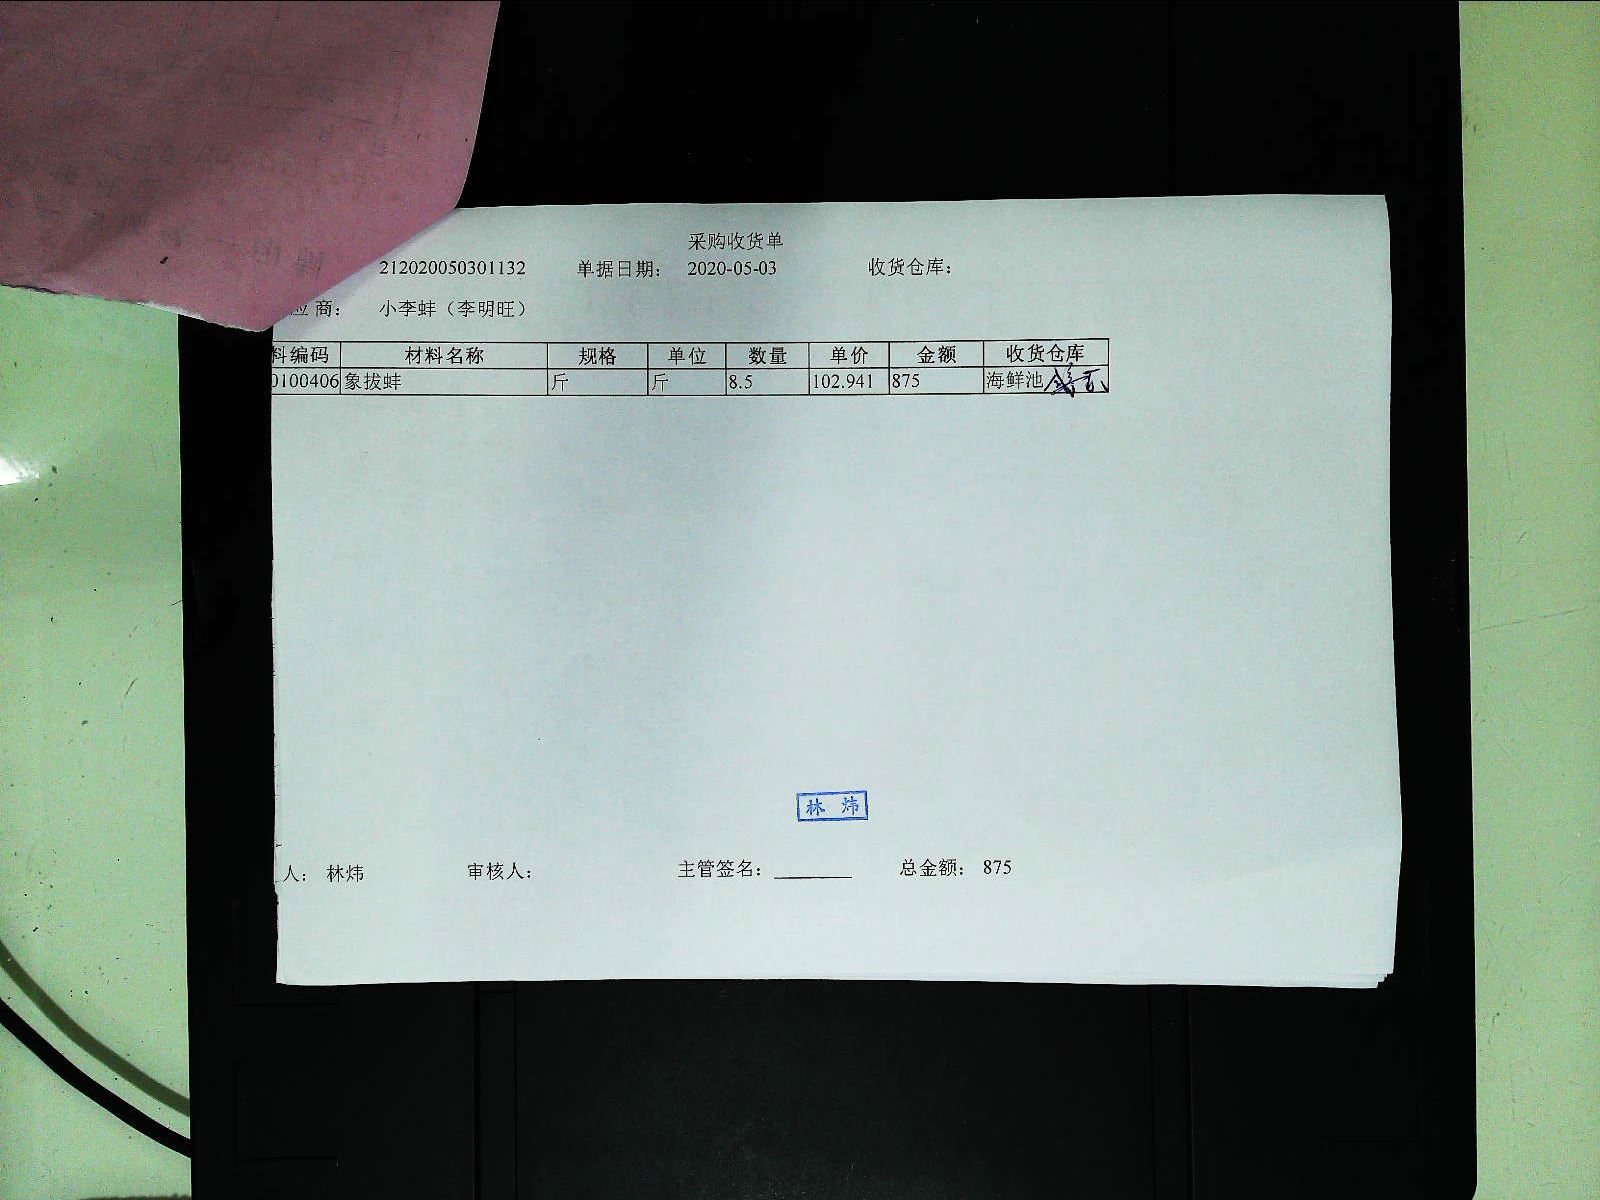 采购收货单
212020050301132 单据日期: 2020-05-03 收货仓库:
应商: 小李蚌（李明旺）
料编码 材料名称 规格 单位 数量 单价 金额 收货仓库
0100406 象拔蚌 斤 斤 8.5 102.941 875 海鲜池
林 炜
人: 林炜 审核人: 主管签名: 总金额: 875